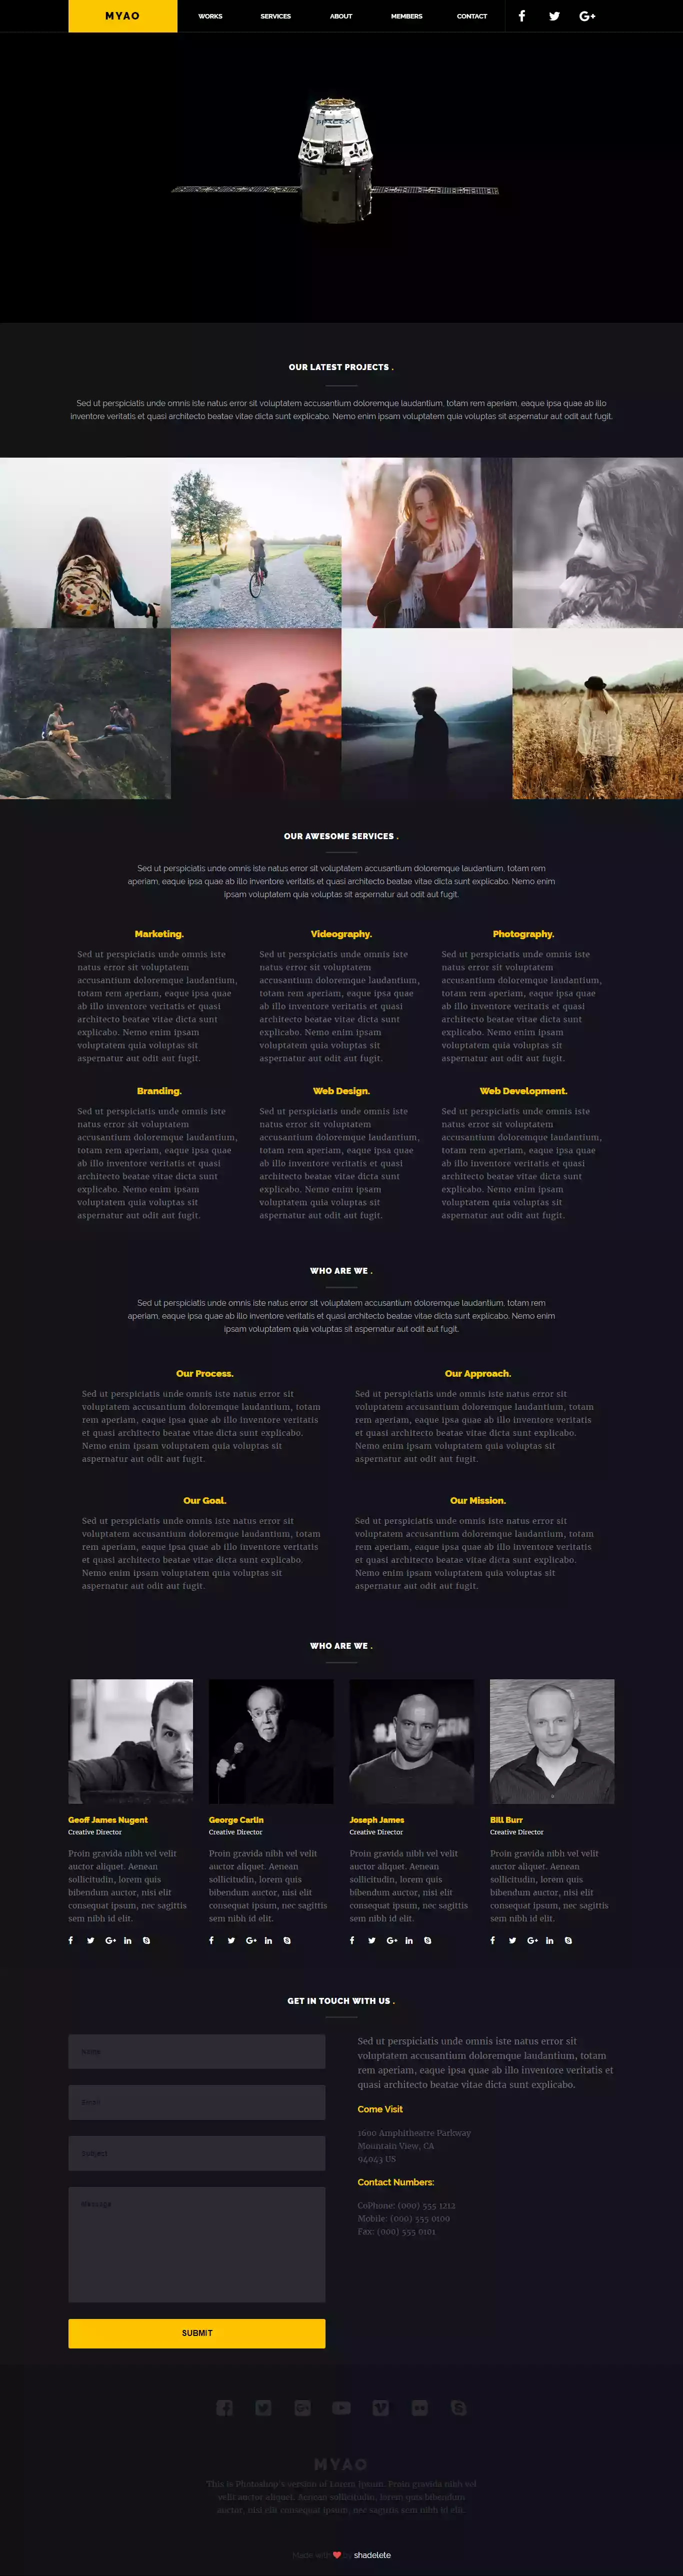 MYAO
WORKS
SERVICES
ABOUT
MEMBERS
CONTACT
SPACEX
OUR LATEST PROJECTS .
Sed ut perspiciatis unde omnis iste natus error sit voluptatem accusantium doloremque laudantium, totam rem aperiam, eaque ipsa quae ab illo
inventore veritatis et quasi architecto beatae vitae dicta sunt explicabo. Nemo enim ipsam voluptatem quia voluptas sit aspernatur aut odit aut fugit.
OUR AWESOME SERVICES .
Sed ut perspiciatis unde omnis iste natus error sit voluptatem accusantium doloremque laudantium, totam rem
aperiam, eaque ipsa quae ab illo inventore veritatis et quasi architecto beatae vitae dicta sunt explicabo. Nemo enim
ipsam voluptatem quia voluptas sit aspernatur aut odit aut fugit.
Marketing.
Sed ut perspiciatis unde omnis iste
natus error sit voluptatem
accusantium doloremque laudantium,
totam rem aperiam, eaque ipsa quae
ab illo inventore veritatis et quasi
architecto beatae vitae dicta sunt
explicabo. Nemo enim ipsam
voluptatem quia voluptas sit
aspernatur aut odit aut fugit.
Videography.
Sed ut perspiciatis unde omnis iste
natus error sit voluptatem
accusantium doloremque laudantium,
totam rem aperiam, eaque ipsa quae
ab illo inventore veritatis et quasi
architecto beatae vitae dicta sunt
explicabo. Nemo enim ipsam
voluptatem quia voluptas sit
aspernatur aut odit aut fugit.
Photography.
Sed ut perspiciatis unde omnis iste
natus error sit voluptatem
accusantium doloremque laudantium,
totam rem aperiam, eaque ipsa quae
ab illo inventore veritatis et quasi
architecto beatae vitae dicta sunt
explicabo. Nemo enim ipsam
voluptatem quia voluptas sit
aspernatur aut odit aut fugit.
Branding.
Sed ut perspiciatis unde omnis iste
natus error sit voluptatem
accusantium doloremque laudantium,
totam rem aperiam, eaque ipsa quae
ab illo inventore veritatis et quasi
architecto beatae vitae dicta sunt
explicabo. Nemo enim ipsam
voluptatem quia voluptas sit
aspernatur aut odit aut fugit.
Web Design.
Sed ut perspiciatis unde omnis iste
natus error sit voluptatem
accusantium doloremque laudantium,
totam rem aperiam, eaque ipsa quae
ab illo inventore veritatis et quasi
architecto beatae vitae dicta sunt
explicabo. Nemo enim ipsam
voluptatem quia voluptas sit
aspernatur aut odit aut fugit.
Web Development.
Sed ut perspiciatis unde omnis iste
natus error sit voluptatem
accusantium doloremque laudantium,
totam rem aperiam, eaque ipsa quae
ab illo inventore veritatis et quasi
architecto beatae vitae dicta sunt
explicabo. Nemo enim ipsam
voluptatem quia voluptas sit
aspernatur aut odit aut fugit.
WHO ARE WE .
Sed ut perspiciatis unde omnis iste natus error sit voluptatem accusantium doloremque laudantium, totam rem
aperiam, eaque ipsa quae ab illo inventore veritatis et quasi architecto beatae vitae dicta sunt explicabo. Nemo enim
ipsam voluptatem quia voluptas sit aspernatur aut odit aut fugit.
Our Process.
Sed ut perspiciatis unde omnis iste natus error sit
voluptatem accusantium doloremque laudantium, totam
rem aperiam, eaque ipsa quae ab illo inventore veritatis
et quasi architecto beatae vitae dicta sunt explicabo.
Nemo enim ipsam voluptatem quia voluptas sit
aspernatur aut odit aut fugit.
Our Approach.
Sed ut perspiciatis unde omnis iste natus error sit
voluptatem accusantium doloremque laudantium, totam
rem aperiam, eaque ipsa quae ab illo inventore veritatis
et quasi architecto beatae vitae dicta sunt explicabo.
Nemo enim ipsam voluptatem quia voluptas sit
aspernatur aut odit aut fugit.
Our Goal.
Sed ut perspiciatis unde omnis iste natus error sit
voluptatem accusantium doloremque laudantium, totam
rem aperiam, eaque ipsa quae ab illo inventore veritatis
et quasi architecto beatae vitae dicta sunt explicabo.
Nemo enim ipsam voluptatem quia voluptas sit
aspernatur aut odit aut fugit.
Our Mission.
Sed ut perspiciatis unde omnis iste natus error sit
voluptatem accusantium doloremque laudantium, totam
rem aperiam, eaque ipsa quae ab illo inventore veritatis
et quasi architecto beatae vitae dicta sunt explicabo.
Nemo enim ipsam voluptatem quia voluptas sit
aspernatur aut odit aut fugit.
WHO ARE WE .
Geoff James Nugent
Creative Director
Proin gravida nibh vel velit
auctor aliquet. Aenean
sollicitudin, lorem quis
bibendum auctor, nisi elit
consequat ipsum, nec sagittis
sem nibh id elit.
George Carlin
Creative Director
Proin gravida nibh vel velit
auctor aliquet. Aenean
sollicitudin, lorem quis
bibendum auctor, nisi elit
consequat ipsum, nec sagittis
sem nibh id elit.
Joseph James
Creative Director
Proin gravida nibh vel velit
auctor aliquet. Aenean
sollicitudin, lorem quis
bibendum auctor, nisi elit
consequat ipsum, nec sagittis
sem nibh id elit.
Bill Burr
Creative Director
Proin gravida nibh vel velit
auctor aliquet. Aenean
sollicitudin, lorem quis
bibendum auctor, nisi elit
consequat ipsum, nec sagittis
sem nibh id elit.
GET IN TOUCH WITH US .
Name
Email
Subject
Message
SUBMIT
Sed ut perspiciatis unde omnis iste natus error sit
voluptatem accusantium doloremque laudantium, totam
rem aperiam, eaque ipsa quae ab illo inventore veritatis et
quasi architecto beatae vitae dicta sunt explicabo.
Come Visit
1600 Amphitheatre Parkway
Mountain View, CA
94043 US
Contact Numbers:
CoPhone: (000) 555 1212
Mobile: (000) 555 0100
Fax: (000) 555 0101
MYAO
This is Photoshop's version of Lorem Ipsum. Proin gravida nibh vel
velit auctor aliquet. Aenean sollicitudin, lorem quis bibendum
auctor, nisi elit consequat ipsum, nec sagittis sem nibh id elit.
Made with by shadelete